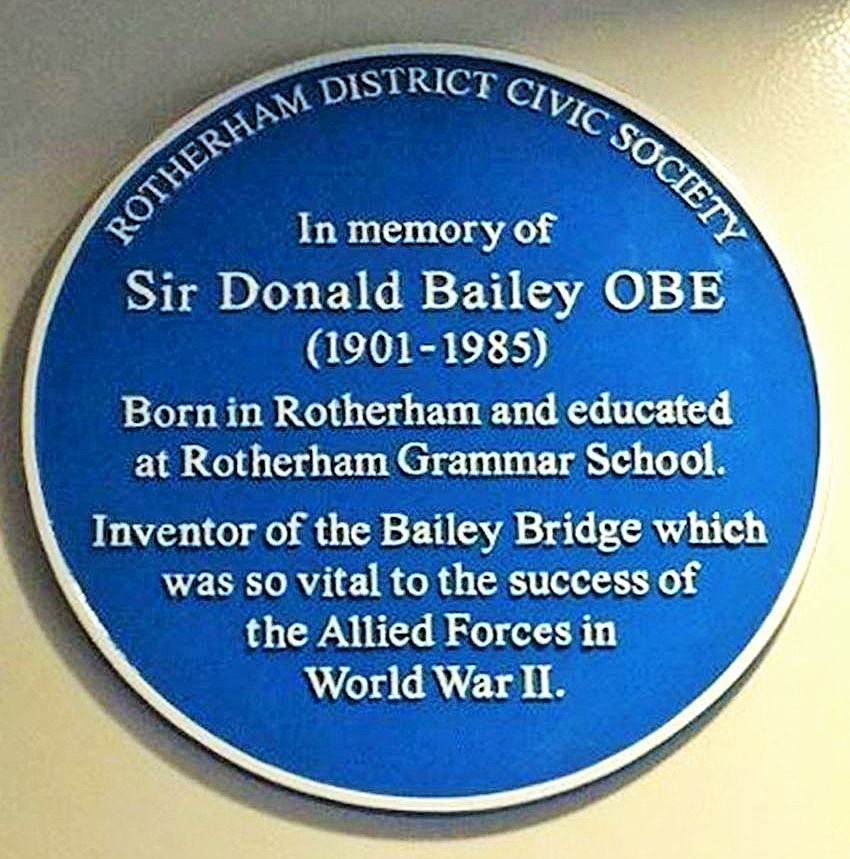 ROTHERHAM DISTRICT CIVIC SOCIETY
In memory of
Sir Donald Bailey OBE
(1901-1985)
Born in Rotherham and educated
at Rotherham Grammar School.
Inventor of the Bailey Bridge which
was so vital to the success of
the Allied Forces in
World War II.